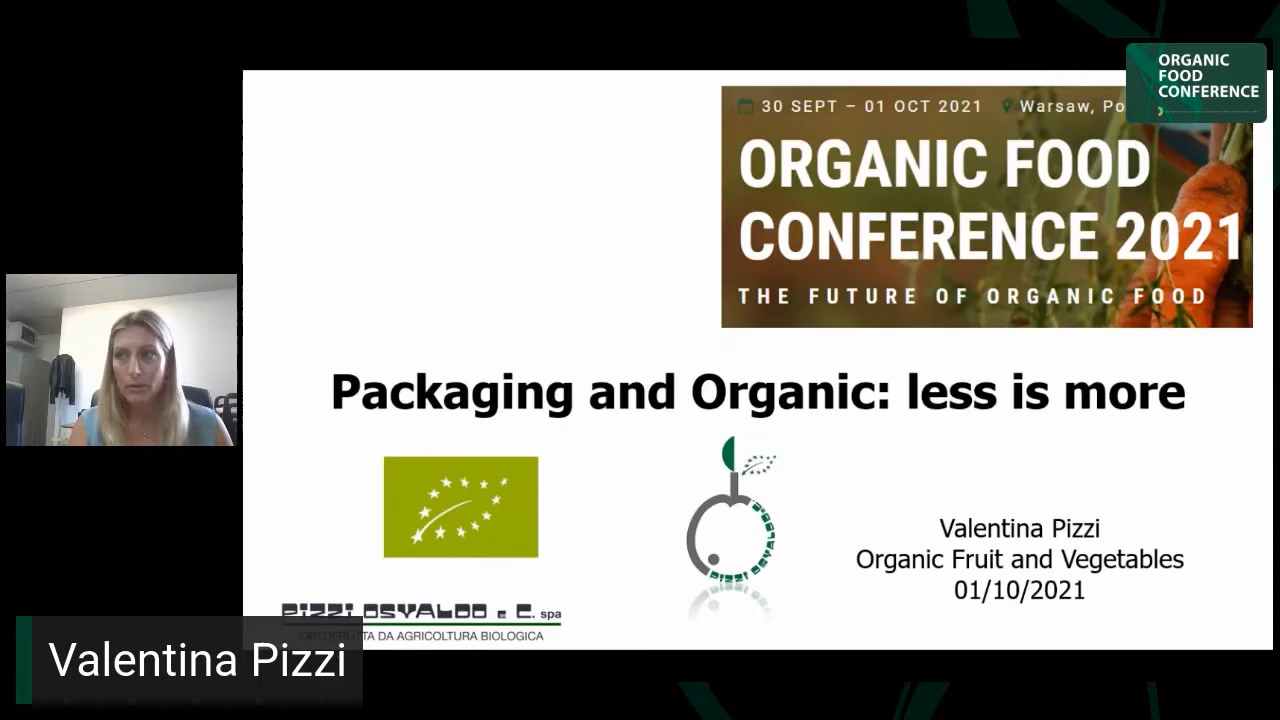 ORGANIC
FOOD
CONFERENCE
30 SEPT – 01 OCT 2021 Warsaw,
ORGANIC FOOD
CONFERENCE 2021
THE FUTURE OF ORGANIC FOOD
Packaging and Organic: less is more
PIZZI OSVALDO
Valentina Pizzi
Organic Fruit and Vegetables
01/10/2021
PIZZI OSVALDO e C. spa
ORTOFRUTTA DA AGRICOLTURA BIOLOGICA
Valentina Pizzi